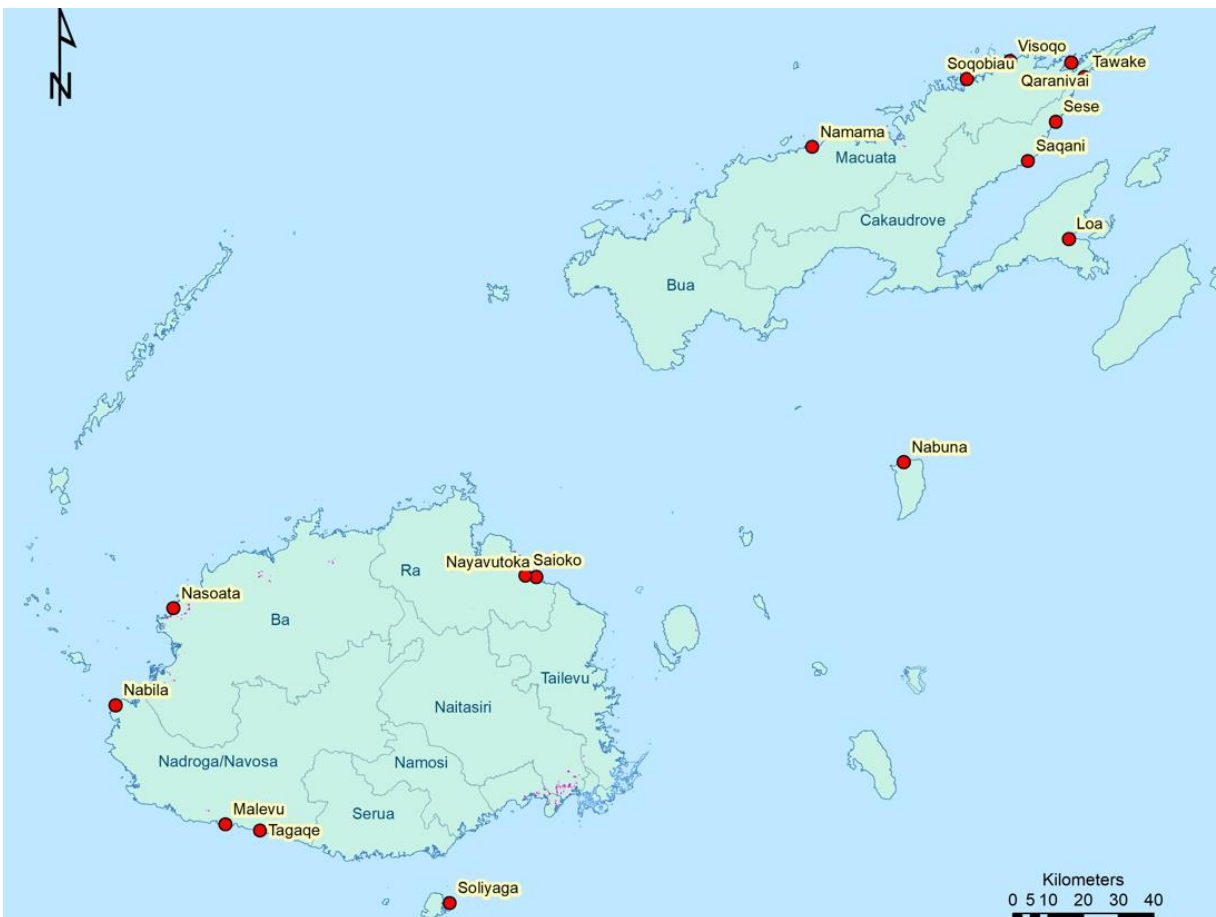 N
Visoqo
Soqobiau
Tawake
Qaranivai
Sese
Namama
Macuata
Saqani
Cakaudrove
Loa
Bua
Nabuna
Nayavutoka
Saioko
Ra
Nasoata
Ba
Tailevu
Nabila
Naitasiri
Nadroga/Navosa
Namosi
Malevu
Serua
Tagaqe
Soliyaga
Kilometers
0 5 10 20 30 40